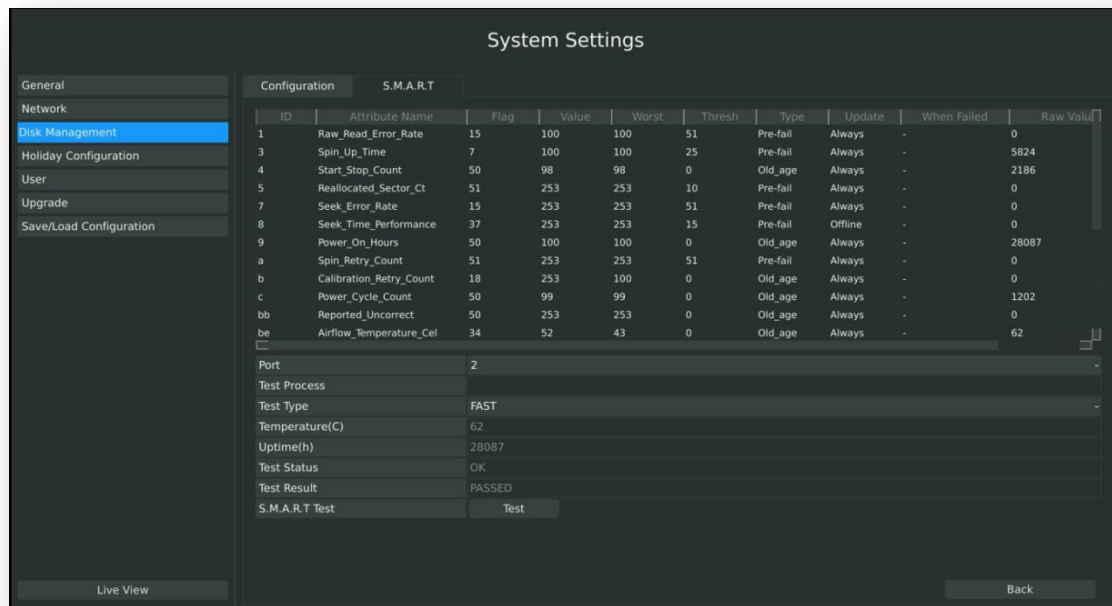 System Settings
General
Network
Disk Management
Holiday Configuration
User
Upgrade
Save/Load Configuration
Configuration S.M.A.R.T
ID Attribute Name Flag Value Worst Thresh Type Update When Failed Raw Valu
1 Raw_Read_Error_Rate 15 100 100 51 Pre-fail Always - 0
3 Spin_Up_Time 7 100 100 25 Pre-fail Always - 5824
4 Start_Stop_Count 50 98 98 0 Old_age Always - 2186
5 Reallocated_Sector_Ct 51 253 253 10 Pre-fail Always - 0
7 Seek_Error_Rate 15 253 253 51 Pre-fail Always - 0
8 Seek_Time_Performance 37 253 253 15 Pre-fail Offline - 0
9 Power_On_Hours 50 100 100 0 Old_age Always - 28087
a Spin_Retry_Count 51 253 253 51 Pre-fail Always - 0
b Calibration_Retry_Count 18 253 100 0 Old_age Always - 0
c Power_Cycle_Count 50 99 99 0 Old_age Always - 1202
bb Reported_Uncorrect 50 253 253 0 Old_age Always - 0
be Airflow_Temperature_Cel 34 52 43 0 Old_age Always - 62
Port 2
Test Process
Test Type FAST
Temperature(C) 62
Uptime(h) 28087
Test Status OK
Test Result PASSED
S.M.A.R.T Test Test
Live View
Back